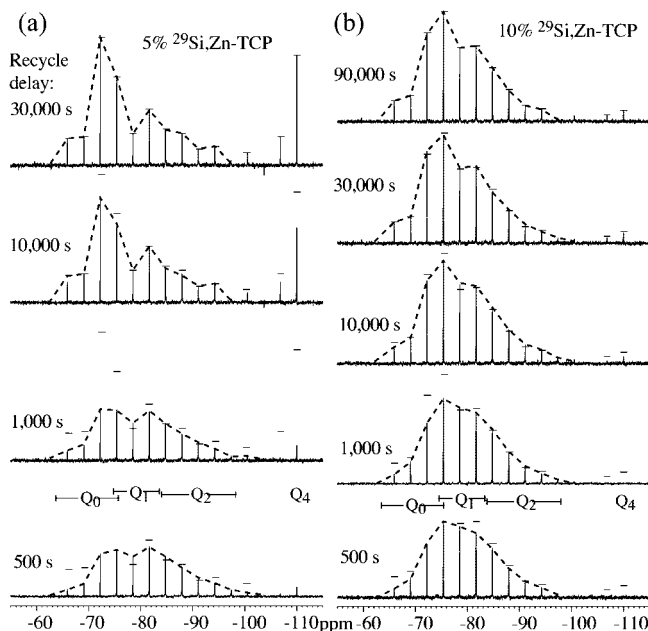 (a)
5% ²⁹Si,Zn-TCP
Recycle
delay:
30,000 s
10,000 s
1,000 s
Q₀ Q₁ Q₂ Q₄
500 s
-60 -70 -80 -90 -100 -110ppm
(b)
10% ²⁹Si,Zn-TCP
90,000 s
30,000 s
10,000 s
1,000 s
Q₀ Q₁ Q₂ Q₄
500 s
-60 -70 -80 -90 -100 -110